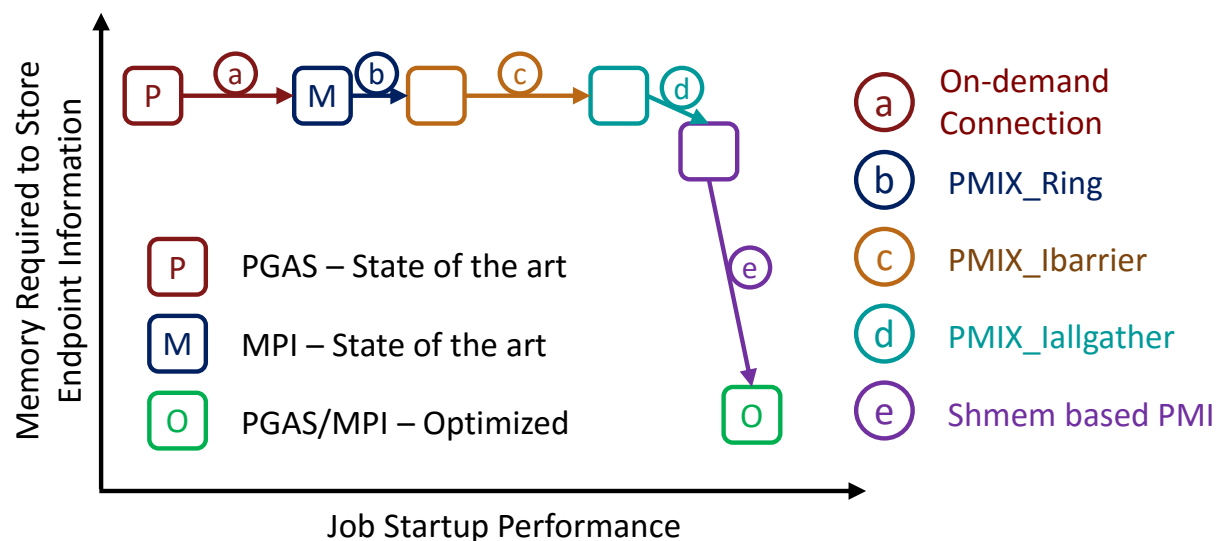 Memory Required to Store
Endpoint Information
P
a
M
b
c
d
e
O
P PGAS – State of the art
M MPI – State of the art
O PGAS/MPI – Optimized
Job Startup Performance
a On-demand
Connection
b PMIX_Ring
c PMIX_Ibarrier
d PMIX_Iallgather
e Shmem based PMI